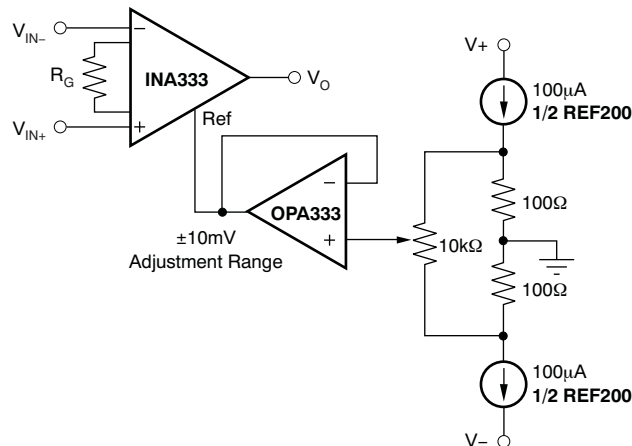 V+
VIN−
−
100μA
1/2 REF200
RG
INA333
VO
VIN+
+
Ref
−
100Ω
OPA333
+
10kΩ
±10mV
Adjustment Range
100Ω
100μA
1/2 REF200
V−